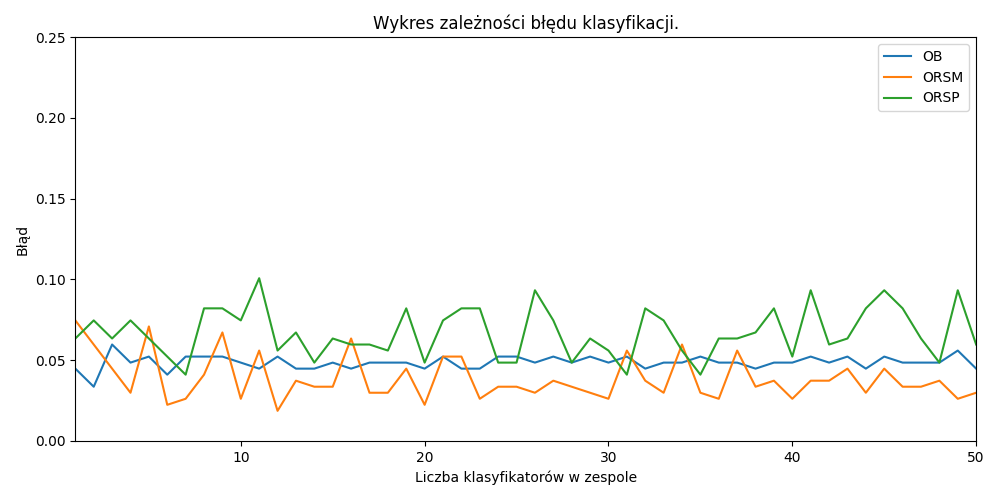 Wykres zależności błędu klasyfikacji.
0.25
0.20
0.15
0.10
0.05
0.00
Błąd
OB
ORSM
ORSP
10
20
30
40
50
Liczba klasyfikatorów w zespole